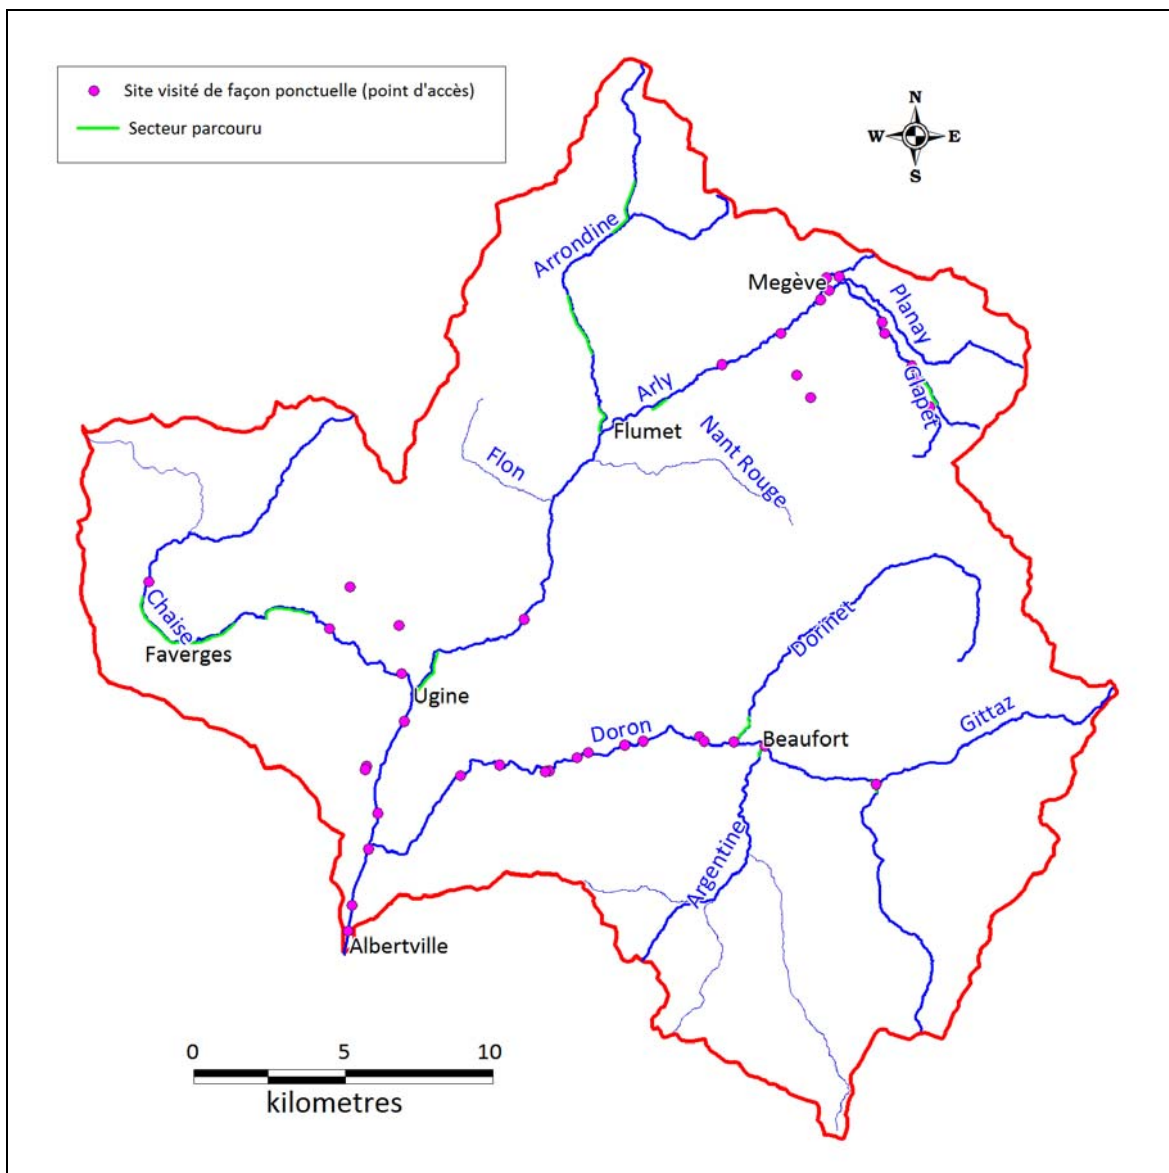 Site visité de façon ponctuelle (point d'accès)
Secteur parcouru
N
W E
S
Arrondine
Megève
Planay
Glapet
Arly
Flumet
Nant Rouge
Flon
Chaise
Faverges
Ugine
Dorinet
Gittaz
Doron
Beaufort
Argentine
Albertville
0 5 10
kilometres